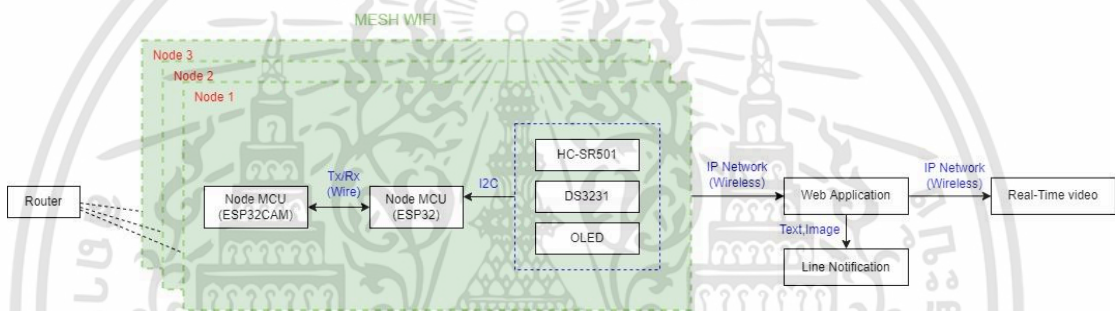 MESH WIFI
Node 3
Node 2
Node 1
Router
Node MCU
(ESP32CAM)
Tx/Rx
(Wire)
Node MCU
(ESP32)
I2C
HC-SR501
DS3231
OLED
IP Network
(Wireless)
Web Application
Text,Image
Line Notification
IP Network
(Wireless)
Real-Time video